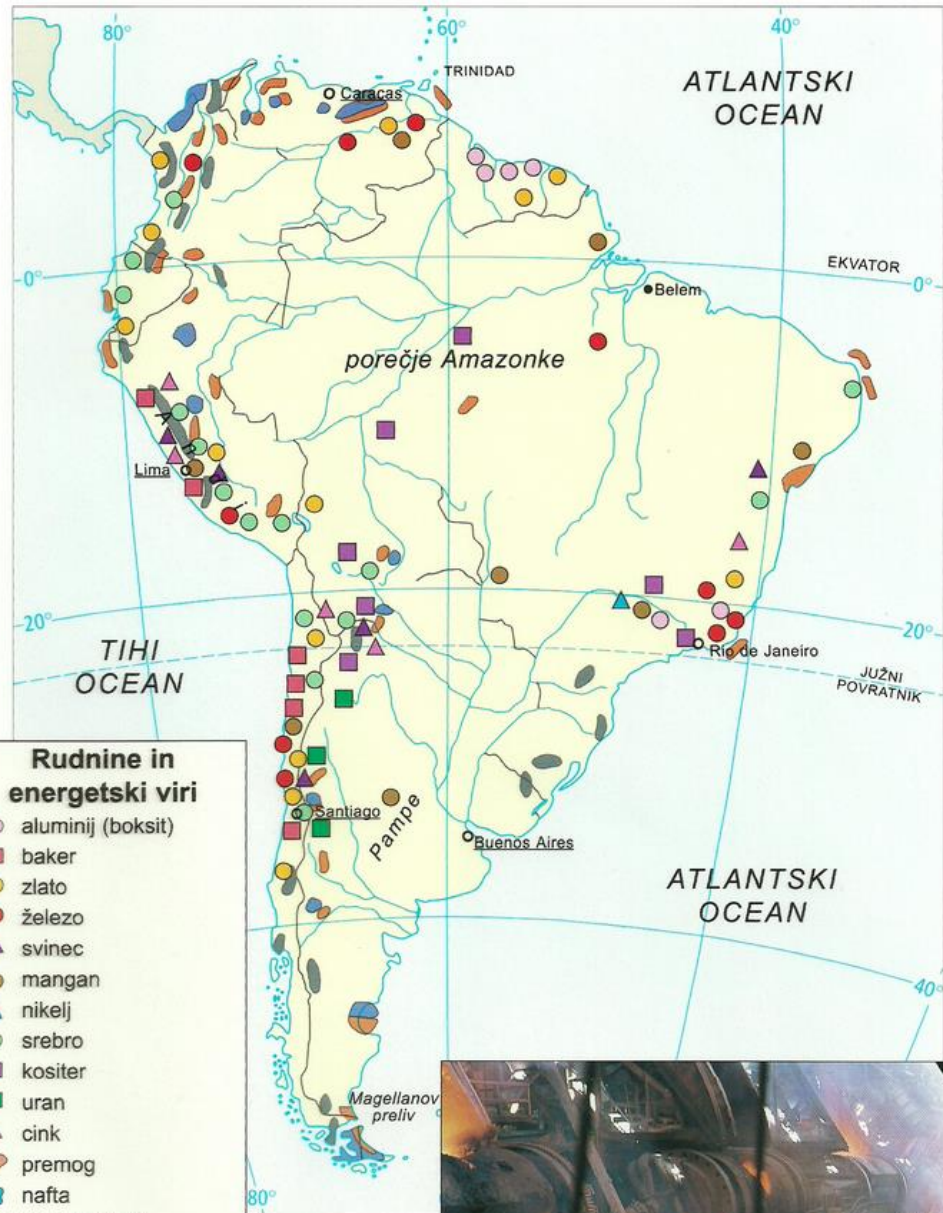 80°
60°
40°
TRINIDAD
ATLANTSKI
OCEAN
Caracas
EKVATOR
0°
0°
Belem
porečje Amazonke
Lima
20°
20°
TIHI
OCEAN
Rio de Janeiro
JUŽNI
POVRATNIK
Rudnine in
energetski viri
aluminij (boksit)
baker
zlato
železo
svinec
mangan
nikelj
srebro
kositer
uran
cink
premog
nafta
Santiago
Pampe
Buenos Aires
ATLANTSKI
OCEAN
40°
Magellanov
preliv
80°